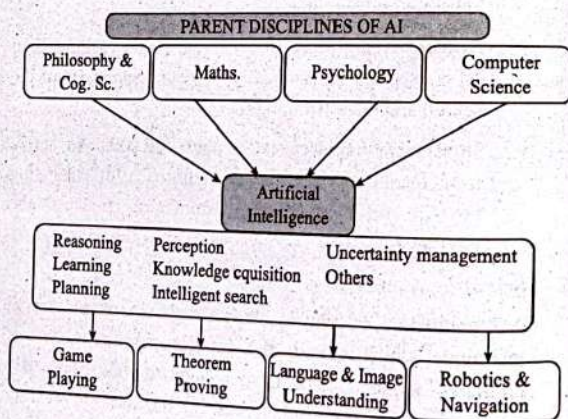 PARENT DISCIPLINES OF AI
Philosophy &
Cog. Sc.
Maths.
Psychology
Computer
Science
Artificial
Intelligence
Reasoning
Learning
Planning
Perception
Knowledge cquisition
Intelligent search
Uncertainty management
Others
Game
Playing
Theorem
Proving
Language & Image
Understanding
Robotics &
Navigation